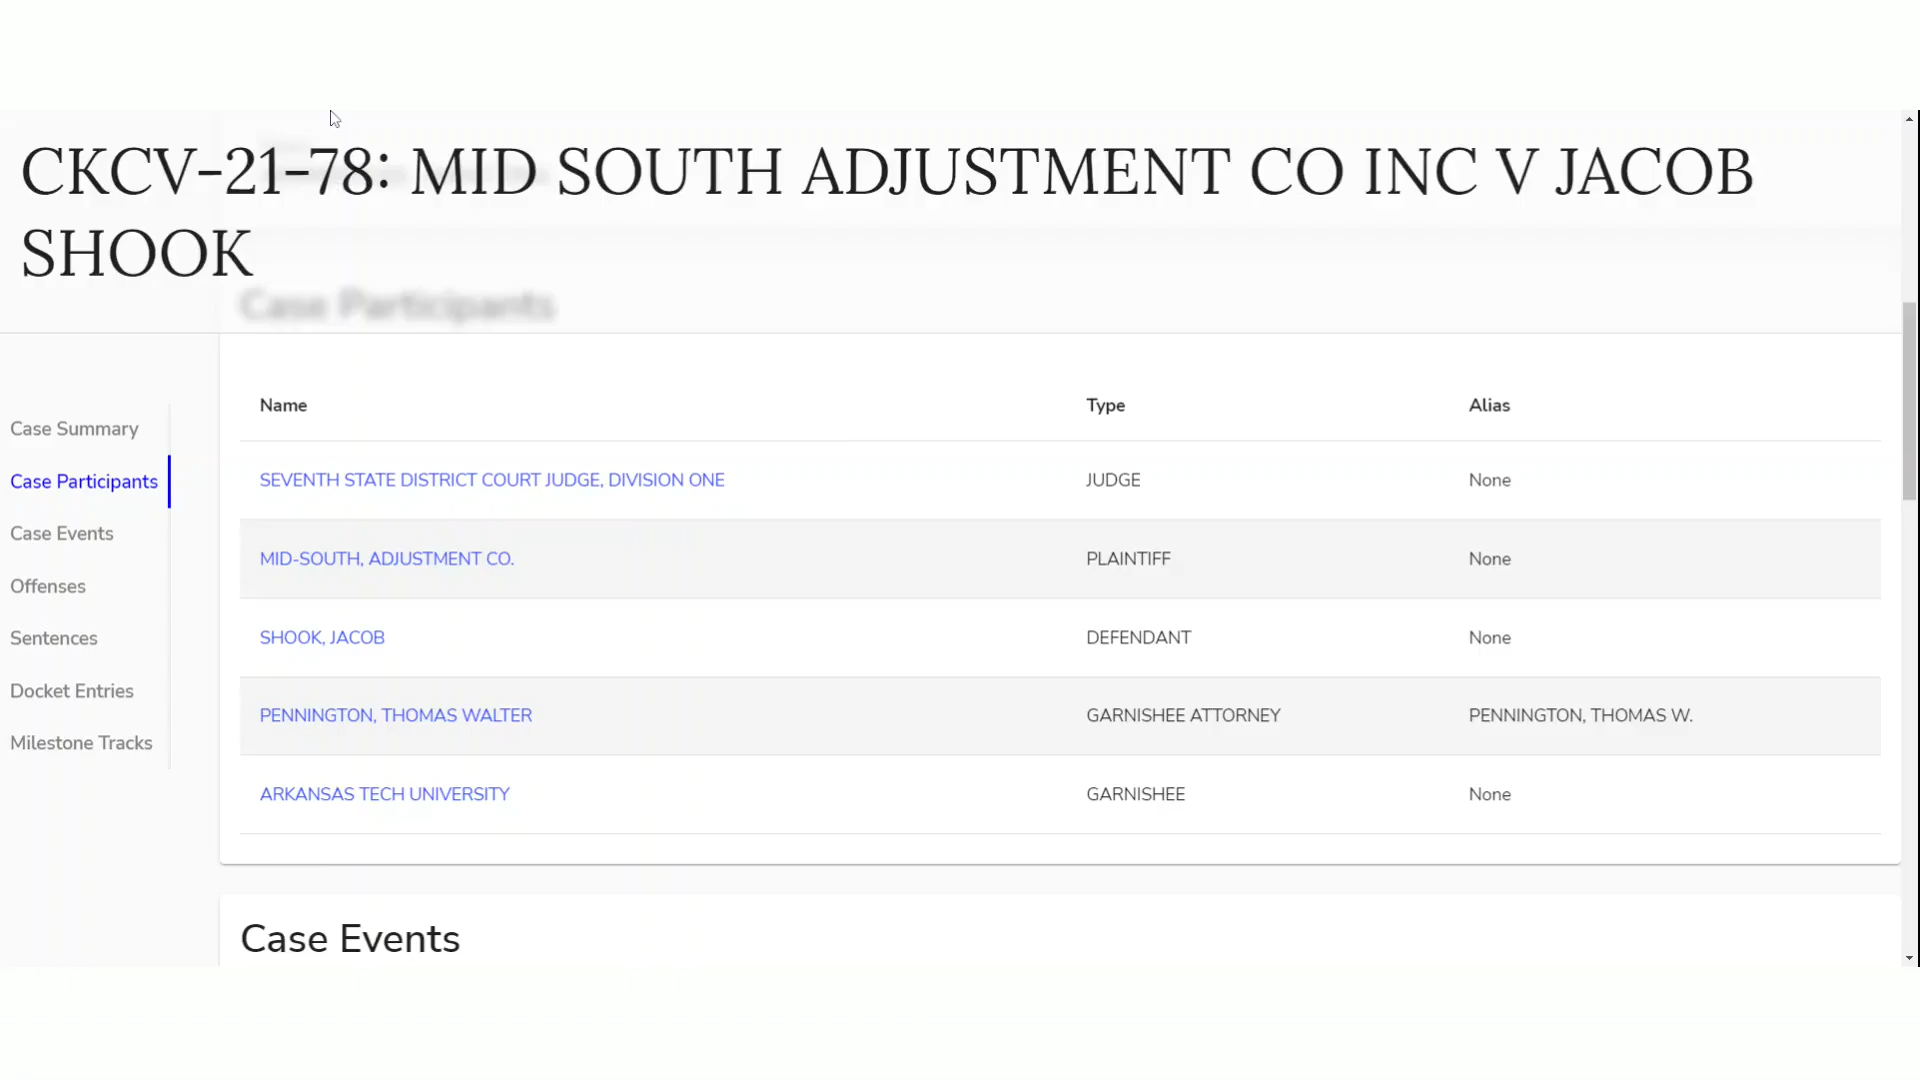 CKCV-21-78: MID SOUTH ADJUSTMENT CO INC V JACOB
SHOOK
Case Participants
Name Type Alias
Case Summary
SEVENTH STATE DISTRICT COURT JUDGE, DIVISION ONE JUDGE None
Case Participants
Case Events
MID-SOUTH, ADJUSTMENT CO. PLAINTIFF None
Offenses
Sentences
SHOOK, JACOB DEFENDANT None
Docket Entries
PENNINGTON, THOMAS WALTER GARNISHEE ATTORNEY PENNINGTON, THOMAS W.
Milestone Tracks
ARKANSAS TECH UNIVERSITY GARNISHEE None
Case Events